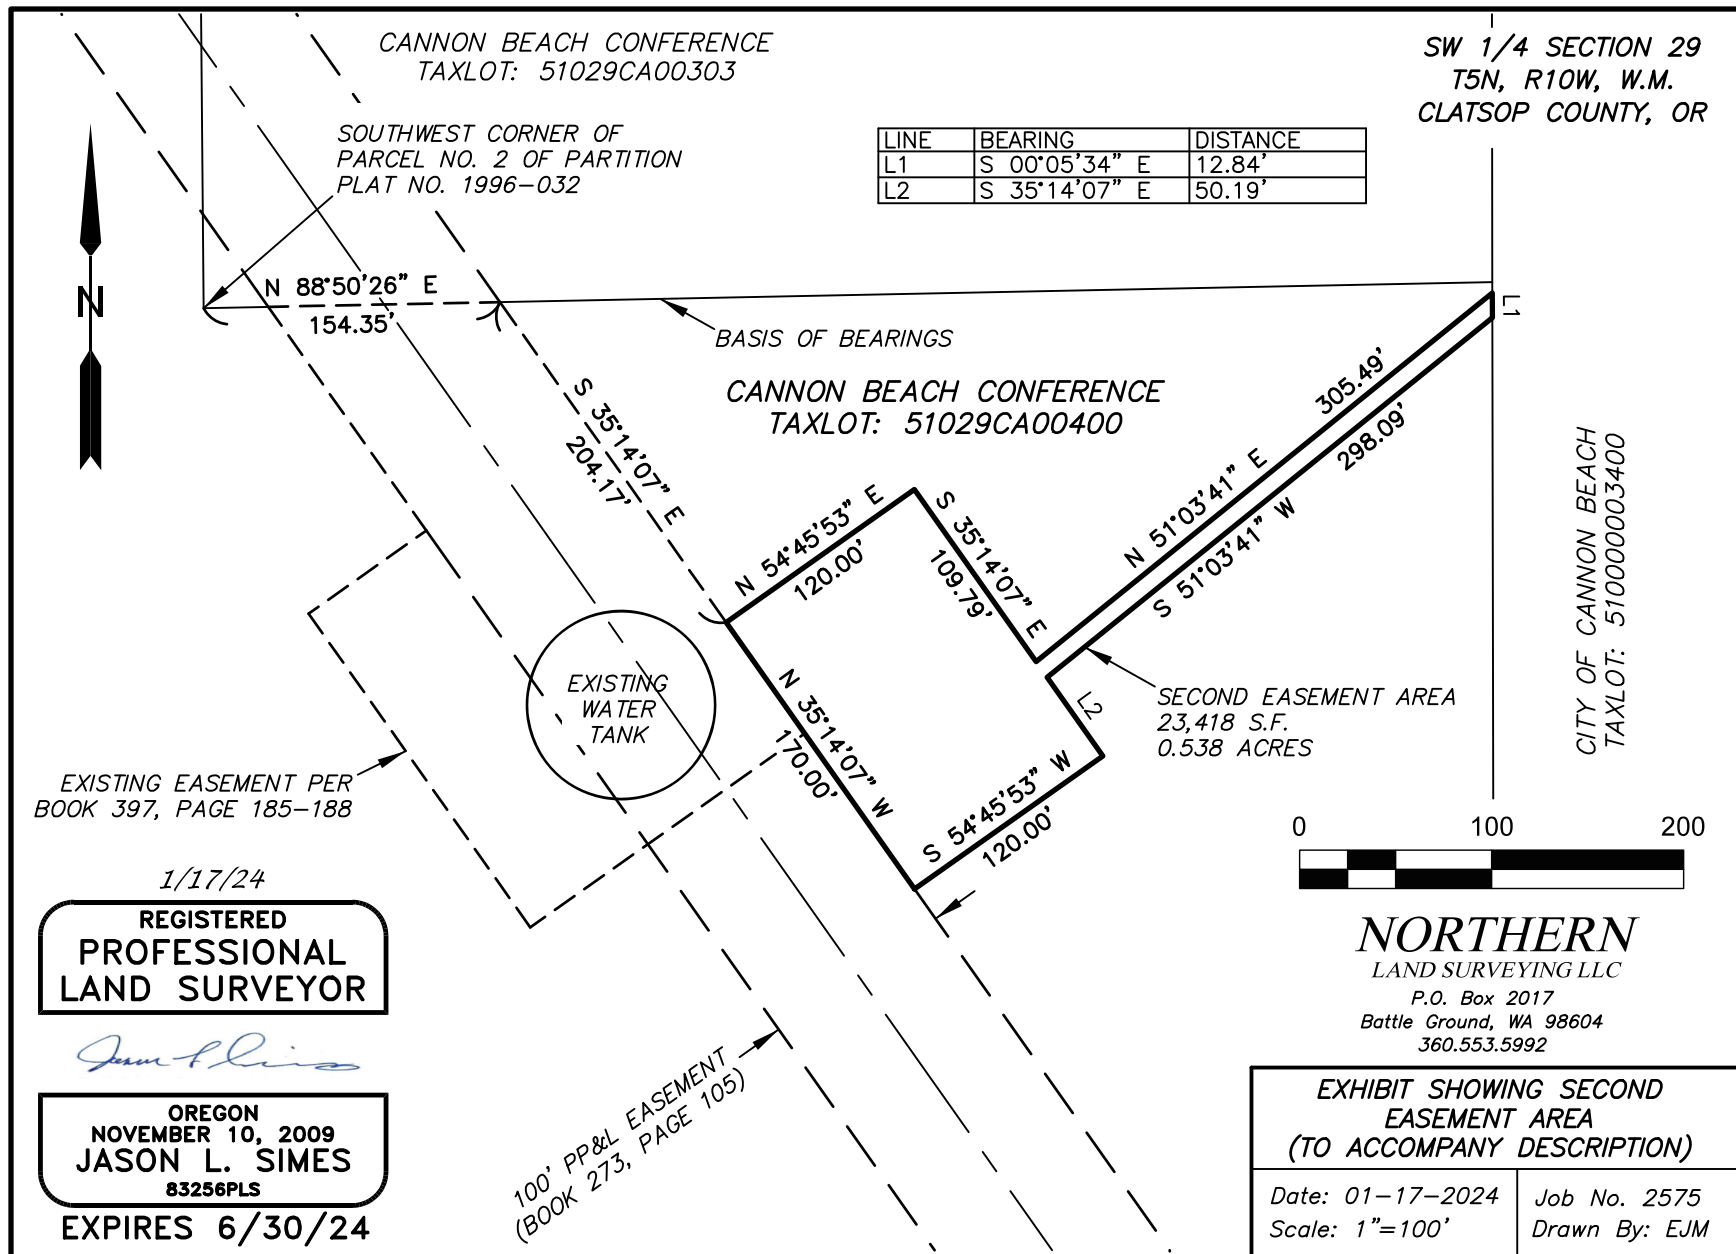 CANNON BEACH CONFERENCE
TAXLOT: 51029CA00303
SW 1/4 SECTION 29
T5N, R10W, W.M.
CLATSOP COUNTY, OR
SOUTHWEST CORNER OF
PARCEL NO. 2 OF PARTITION
PLAT NO. 1996-032
LINE BEARING DISTANCE
L1 S 00°05'34" E 12.84'
L2 S 35°14'07" E 50.19'
N
N 88°50'26" E
154.35'
BASIS OF BEARINGS
L1
CANNON BEACH CONFERENCE
TAXLOT: 51029CA00400
S 35°14'07" E
204.17'
305.49'
298.09'
N 51°03'41" E
S 51°03'41" W
N 54°45'53" E
120.00'
S 35°14'07" E
109.79'
CITY OF CANNON BEACH
TAXLOT: 510000003400
EXISTING
WATER
TANK
N 35°14'07" W
170.00'
L2
SECOND EASEMENT AREA
23,418 S.F.
0.538 ACRES
EXISTING EASEMENT PER
BOOK 397, PAGE 185-188
S 54°45'53" W
120.00'
0 100 200
1/17/24
REGISTERED
PROFESSIONAL
LAND SURVEYOR
OREGON
NOVEMBER 10, 2009
JASON L. SIMES
83256PLS
EXPIRES 6/30/24
100' PP&L EASEMENT
(BOOK 273, PAGE 105)
NORTHERN
LAND SURVEYING LLC
P.O. Box 2017
Battle Ground, WA 98604
360.553.5992
EXHIBIT SHOWING SECOND
EASEMENT AREA
(TO ACCOMPANY DESCRIPTION)
Date: 01-17-2024
Scale: 1"=100'
Job No. 2575
Drawn By: EJM